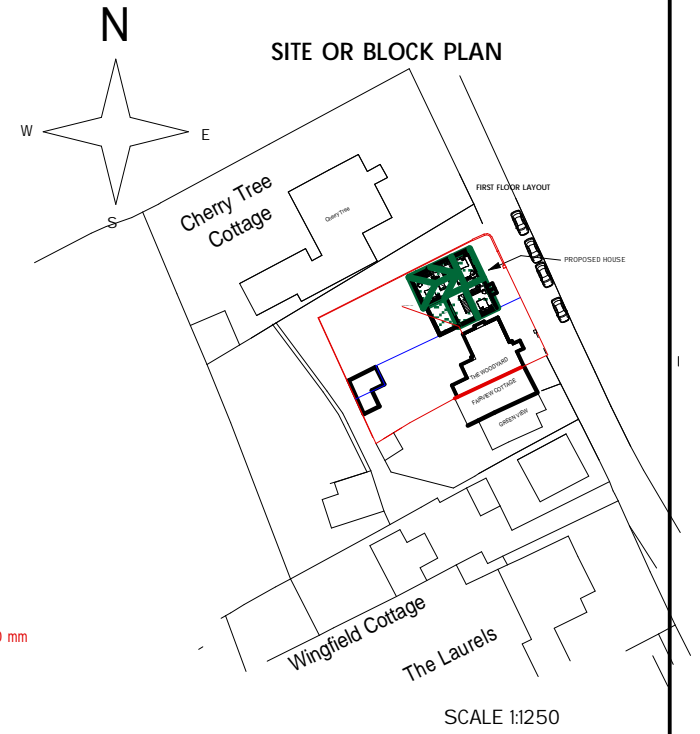 N
SITE OR BLOCK PLAN
W
E
S
Cherry Tree
Cottage
Cherry Tree
FIRST FLOOR LAYOUT
PROPOSED HOUSE
THE WOODYARD
FAIRVIEW COTTAGE
GREEN VIEW
mm
Wingfield Cottage
The Laurels
SCALE 1:1250